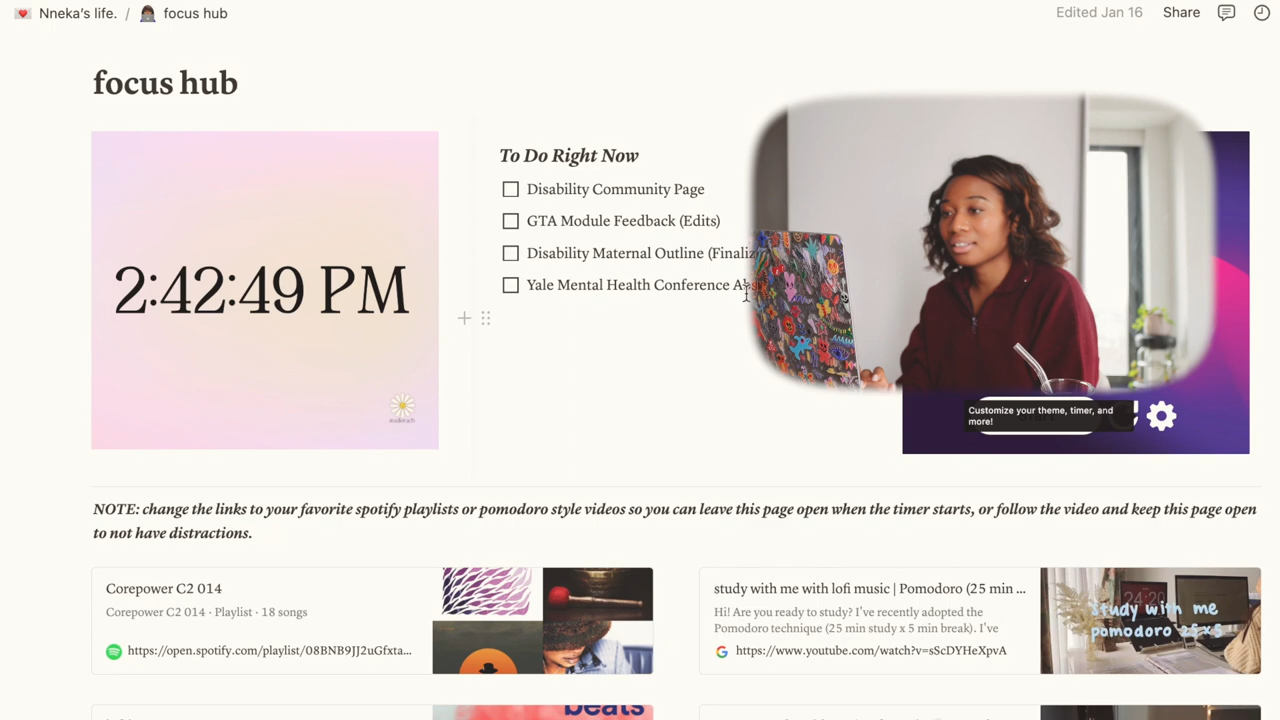 Nneka's life. / focus hub
Edited Jan 16 Share
focus hub
2:42:49 PM
To Do Right Now
Disability Community Page
GTA Module Feedback (Edits)
Disability Maternal Outline
Yale Mental Health Conference
Customize your theme, timer, and
more!
NOTE: change the links to your favorite spotify playlists or pomodoro style videos so you can leave this page open when the timer starts, or follow the video and keep this page open
to not have distractions.
Corepower C2 014
Corepower C2 014 · Playlist · 18 songs
https://open.spotify.com/playlist/08BNB9JJ2uGfxta...
study with me with lofi music | Pomodoro (25 min ...
Hi! Are you ready to study? I've recently adopted the
Pomodoro technique (25 min study x 5 min break). I've
https://www.youtube.com/watch?v=sScDYHeXpvA
24:20
study with me
pomodoro 25x5
beats